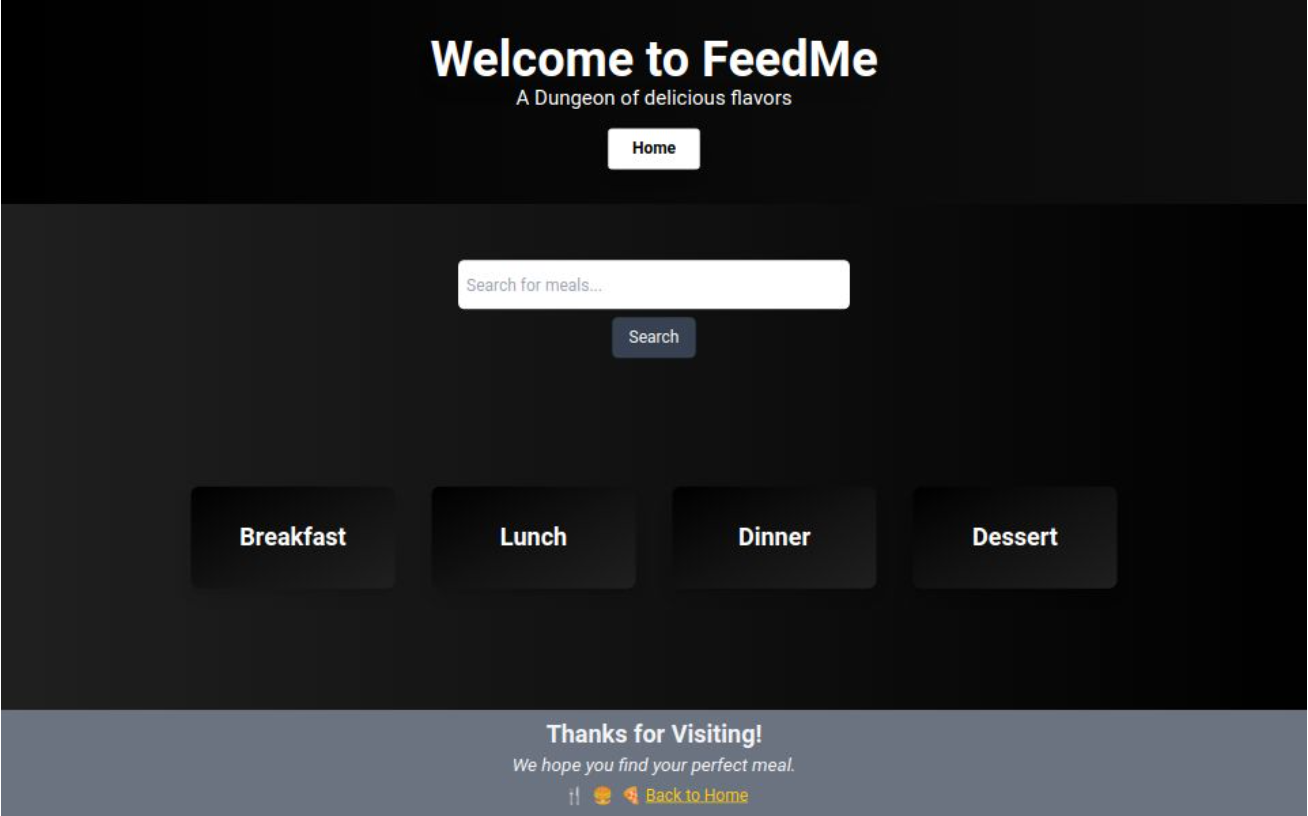 Welcome to FeedMe
A Dungeon of delicious flavors
Home
Search for meals...
Search
Breakfast
Lunch
Dinner
Dessert
Thanks for Visiting!
We hope you find your perfect meal.
🍴 🍔 🍕 Back to Home